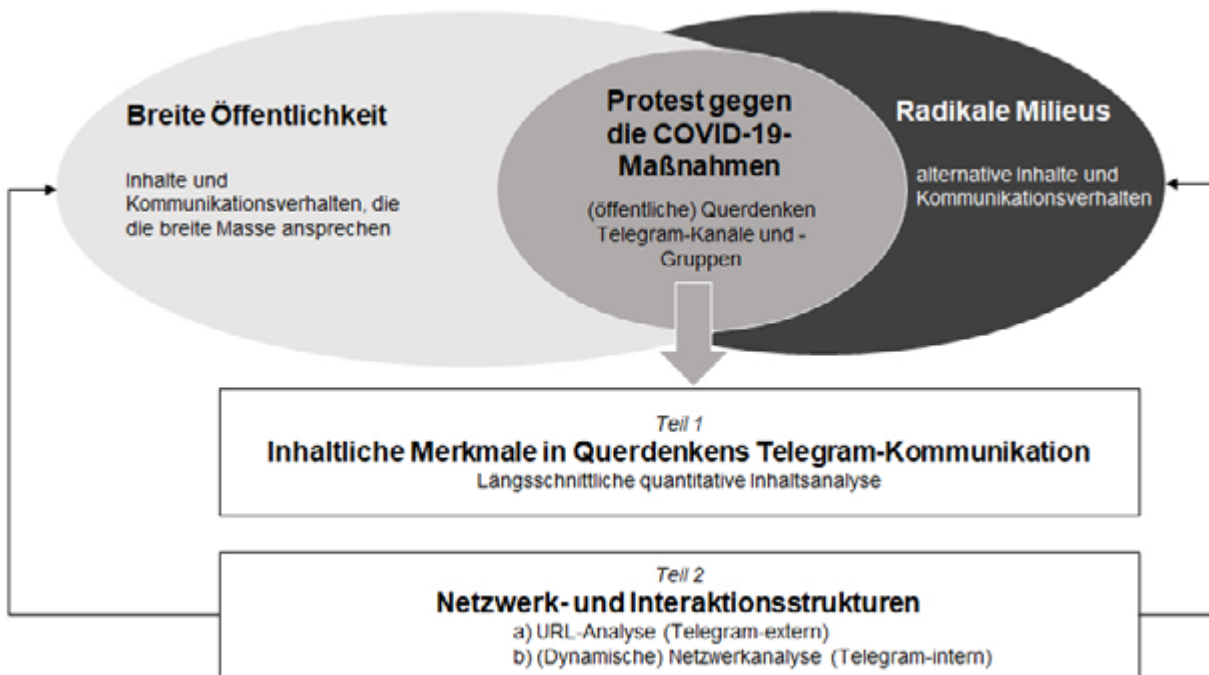 Breite Öffentlichkeit
Inhalte und
Kommunikationsverhalten, die
die breite Masse ansprechen
Protest gegen
die COVID-19-
Maßnahmen
(öffentliche) Querdenken
Telegram-Kanäle und -
Gruppen
Radikale Milieus
alternative Inhalte und
Kommunikationsverhalten
Teil 1
Inhaltliche Merkmale in Querdenkens Telegram-Kommunikation
Längsschnittliche quantitative Inhaltsanalyse
Teil 2
Netzwerk- und Interaktionsstrukturen
a) URL-Analyse (Telegram-extern)
b) (Dynamische) Netzwerkanalyse (Telegram-intern)